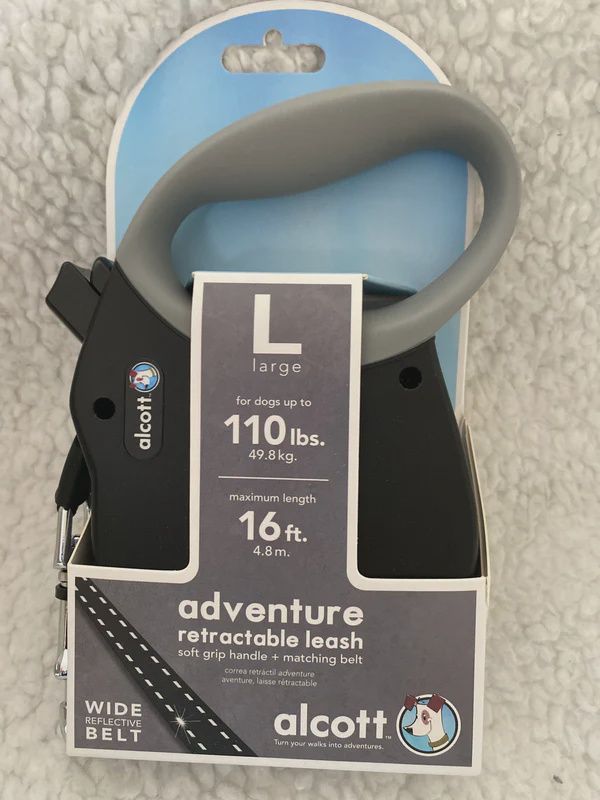 L
large
for dogs up to
110 lbs.
49.8 kg.
maximum length
16 ft.
4.8 m.
alcott
adventure
retractable leash
soft grip handle + matching belt
correa retráctil adventure
aventure, laisse rétractable
WIDE
REFLECTIVE
BELT
alcott™
Turn your walks into adventures.